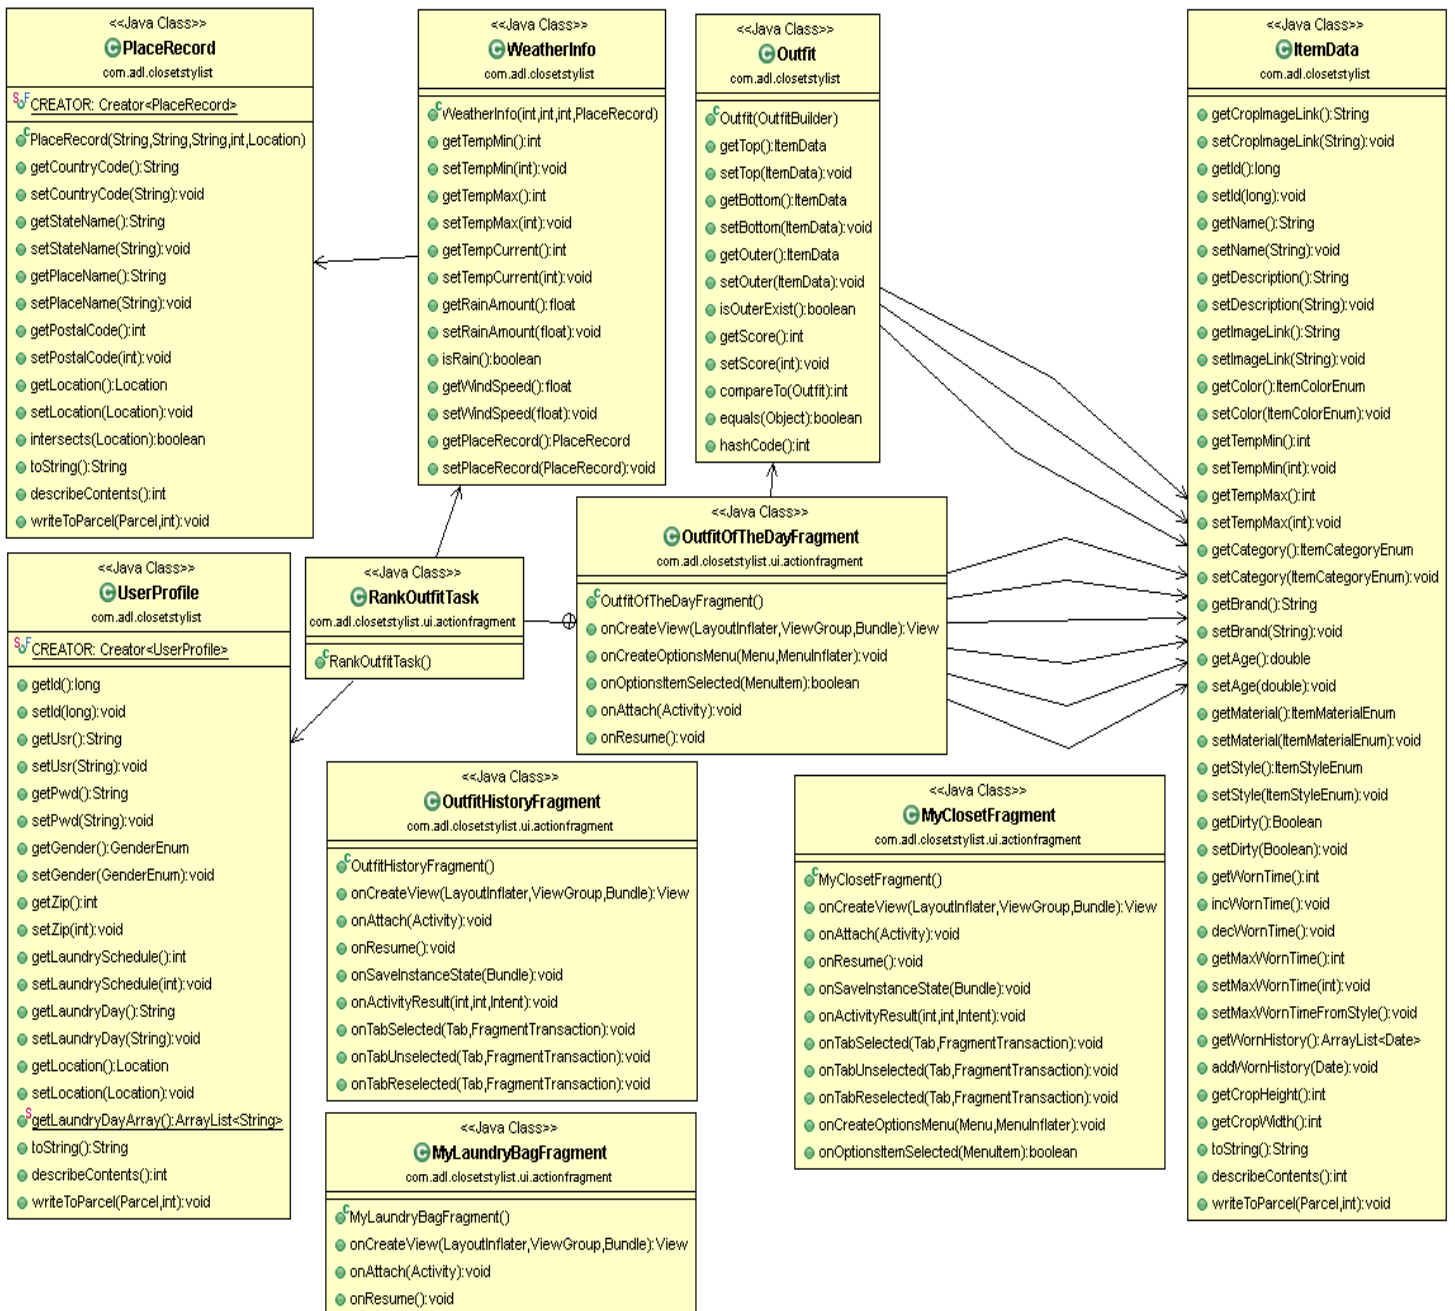 <<Java Class>>
PlaceRecord
com.adl.closetstylist
CREATOR: Creator<PlaceRecord>
PlaceRecord(String,String,String,int,Location)
getCountryCode():String
setCountryCode(String):void
getStateName():String
setStateName(String):void
getPlaceName():String
setPlaceName(String):void
getPostalCode():int
setPostalCode(int):void
getLocation():Location
setLocation(Location):void
intersects(Location):boolean
toString():String
describeContents():int
writeToParcel(Parcel,int):void
<<Java Class>>
WeatherInfo
com.adl.closetstylist
WeatherInfo(int,int,int,PlaceRecord)
getTempMin():int
setTempMin(int):void
getTempMax():int
setTempMax(int):void
getTempCurrent():int
setTempCurrent(int):void
getRainAmount():float
setRainAmount(float):void
isRain():boolean
getWindSpeed():float
setWindSpeed(float):void
getPlaceRecord():PlaceRecord
setPlaceRecord(PlaceRecord):void
<<Java Class>>
Outfit
com.adl.closetstylist
Outfit(OutfitBuilder)
getTop():ItemData
setTop(ItemData):void
getBottom():ItemData
setBottom(ItemData):void
getOuter():ItemData
setOuter(ItemData):void
isOuterExist():boolean
getScore():int
setScore(int):void
compareTo(Outfit):int
equals(Object):boolean
hashCode():int
<<Java Class>>
ItemData
com.adl.closetstylist
getCropImageLink():String
setCropImageLink(String):void
getId():long
setId(long):void
getName():String
setName(String):void
getDescription():String
setDescription(String):void
getImageLink():String
setImageLink(String):void
getColor():ItemColorEnum
setColor(ItemColorEnum):void
getTempMin():int
setTempMin(int):void
getTempMax():int
setTempMax(int):void
getCategory():ItemCategoryEnum
setCategory(ItemCategoryEnum):void
getBrand():String
setBrand(String):void
getAge():double
setAge(double):void
getMaterial():ItemMaterialEnum
setMaterial(ItemMaterialEnum):void
getStyle():ItemStyleEnum
setStyle(ItemStyleEnum):void
getDirty():Boolean
setDirty(Boolean):void
getWornTime():int
incWornTime():void
decWornTime():void
getMaxWornTime():int
setMaxWornTime(int):void
setMaxWornTimeFromStyle():void
getWornHistory():ArrayList<Date>
addWornHistory(Date):void
getCropHeight():int
getCropWidth():int
toString():String
describeContents():int
writeToParcel(Parcel,int):void
<<Java Class>>
UserProfile
com.adl.closetstylist
CREATOR: Creator<UserProfile>
getId():long
setId(long):void
getUsr():String
setUsr(String):void
getPwd():String
setPwd(String):void
getGender():GenderEnum
setGender(GenderEnum):void
getZip():int
setZip(int):void
getLaundrySchedule():int
setLaundrySchedule(int):void
getLaundryDay():String
setLaundryDay(String):void
getLocation():Location
setLocation(Location):void
getLaundryDayArray():ArrayList<String>
toString():String
describeContents():int
writeToParcel(Parcel,int):void
<<Java Class>>
RankOutfitTask
com.adl.closetstylist.ui.actionfragment
RankOutfitTask()
<<Java Class>>
OutfitOfTheDayFragment
com.adl.closetstylist.ui.actionfragment
OutfitOfTheDayFragment()
onCreateView(LayoutInflater,ViewGroup,Bundle):View
onCreateOptionsMenu(Menu,MenuInflater):void
onOptionsItemSelected(MenuItem):boolean
onAttach(Activity):void
onResume():void
<<Java Class>>
OutfitHistoryFragment
com.adl.closetstylist.ui.actionfragment
OutfitHistoryFragment()
onCreateView(LayoutInflater,ViewGroup,Bundle):View
onAttach(Activity):void
onResume():void
onSaveInstanceState(Bundle):void
onActivityResult(int,int,Intent):void
onTabSelected(Tab,FragmentTransaction):void
onTabUnselected(Tab,FragmentTransaction):void
onTabReselected(Tab,FragmentTransaction):void
<<Java Class>>
MyClosetFragment
com.adl.closetstylist.ui.actionfragment
MyClosetFragment()
onCreateView(LayoutInflater,ViewGroup,Bundle):View
onAttach(Activity):void
onResume():void
onSaveInstanceState(Bundle):void
onActivityResult(int,int,Intent):void
onTabSelected(Tab,FragmentTransaction):void
onTabUnselected(Tab,FragmentTransaction):void
onTabReselected(Tab,FragmentTransaction):void
onCreateOptionsMenu(Menu,MenuInflater):void
onOptionsItemSelected(MenuItem):boolean
<<Java Class>>
MyLaundryBagFragment
com.adl.closetstylist.ui.actionfragment
MyLaundryBagFragment()
onCreateView(LayoutInflater,ViewGroup,Bundle):View
onAttach(Activity):void
onResume():void